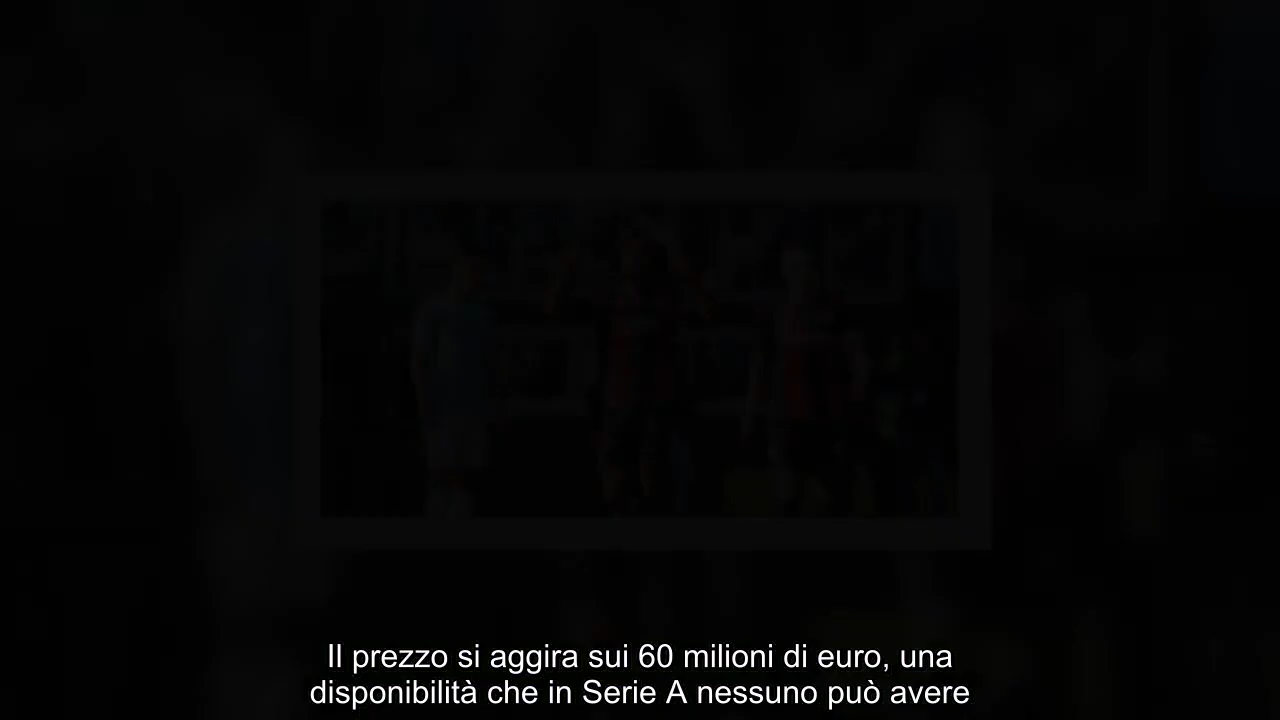 Il prezzo si aggira sui 60 milioni di euro, una
disponibilità che in Serie A nessuno può avere